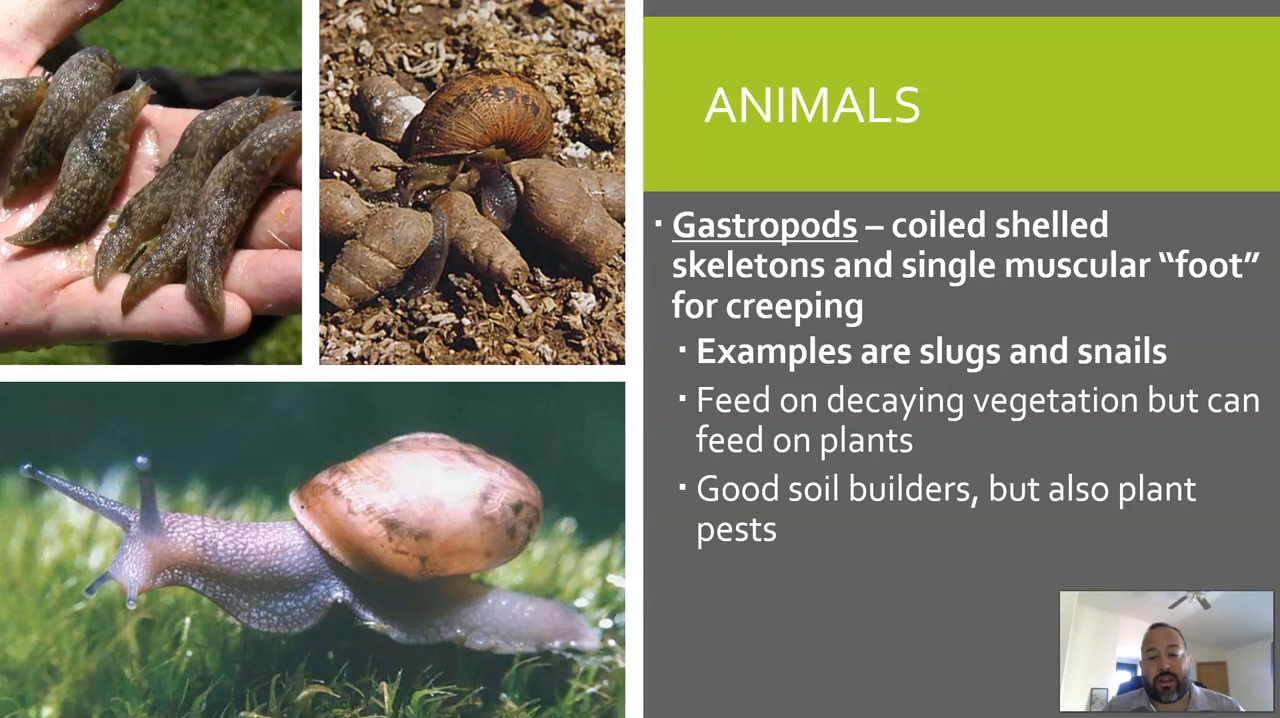 ANIMALS
▪ Gastropods – coiled shelled
skeletons and single muscular “foot”
for creeping
▪ Examples are slugs and snails
▪ Feed on decaying vegetation but can
feed on plants
▪ Good soil builders, but also plant
pests